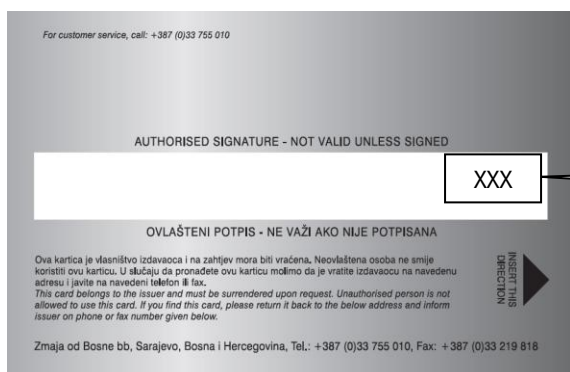 For customer service, call: +387 (0)33 755 010
AUTHORISED SIGNATURE - NOT VALID UNLESS SIGNED
XXX
OVLAŠTENI POTPIS - NE VAŽI AKO NIJE POTPISANA
Ova kartica je vlasništvo izdavaoca i na zahtjev mora biti vraćena. Neovlaštena osoba ne smije
koristiti ovu karticu. U slučaju da pronađete ovu karticu molimo da je vratite izdavaocu na navedenu
adresu i javite na navedeni telefon ili fax.
This card belongs to the issuer and must be surrendered upon request. Unauthorised person is not
allowed to use this card. If you find this card, please return it back to the below address and inform
issuer on phone or fax number given below.
INSERT THIS
DIRECTION
Zmaja od Bosne bb, Sarajevo, Bosna i Hercegovina, Tel.: +387 (0)33 755 010, Fax: +387 (0)33 219 818